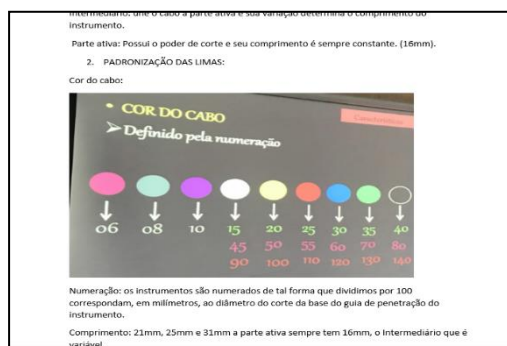 Intermediário: une o cabo a parte ativa e sua variação determina o comprimento do
instrumento.
Parte ativa: Possui o poder de corte e seu comprimento é sempre constante. (16mm).
2. PADRONIZAÇÃO DAS LIMAS:
Cor do cabo:
• COR DO CABO
➢ Definido pela numeração
06 08 10 15 20 25 30 35 40
45 50 55 60 70 80
90 100 110 120 130 140
Numeração: os instrumentos são numerados de tal forma que dividimos por 100
correspondam, em milímetros, ao diâmetro do corte da base do guia de penetração do
instrumento.
Comprimento: 21mm, 25mm e 31mm a parte ativa sempre tem 16mm, o Intermediário que é
variável